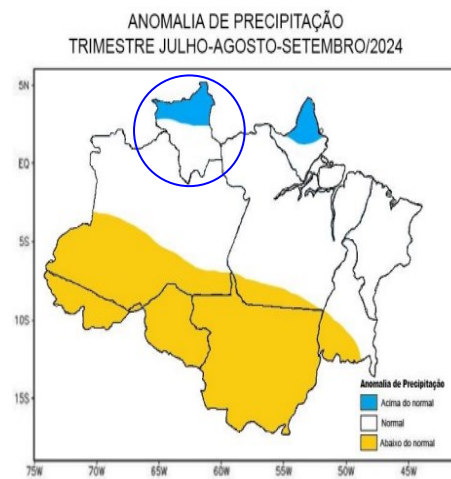 ANOMALIA DE PRECIPITAÇÃO
TRIMESTRE JULHO-AGOSTO-SETEMBRO/2024
5N
EQ
5S
10S
15S
Anomalia de Precipitação
Acima do normal
Normal
Abaixo do normal
75W 70W 65W 60W 55W 50W 45W